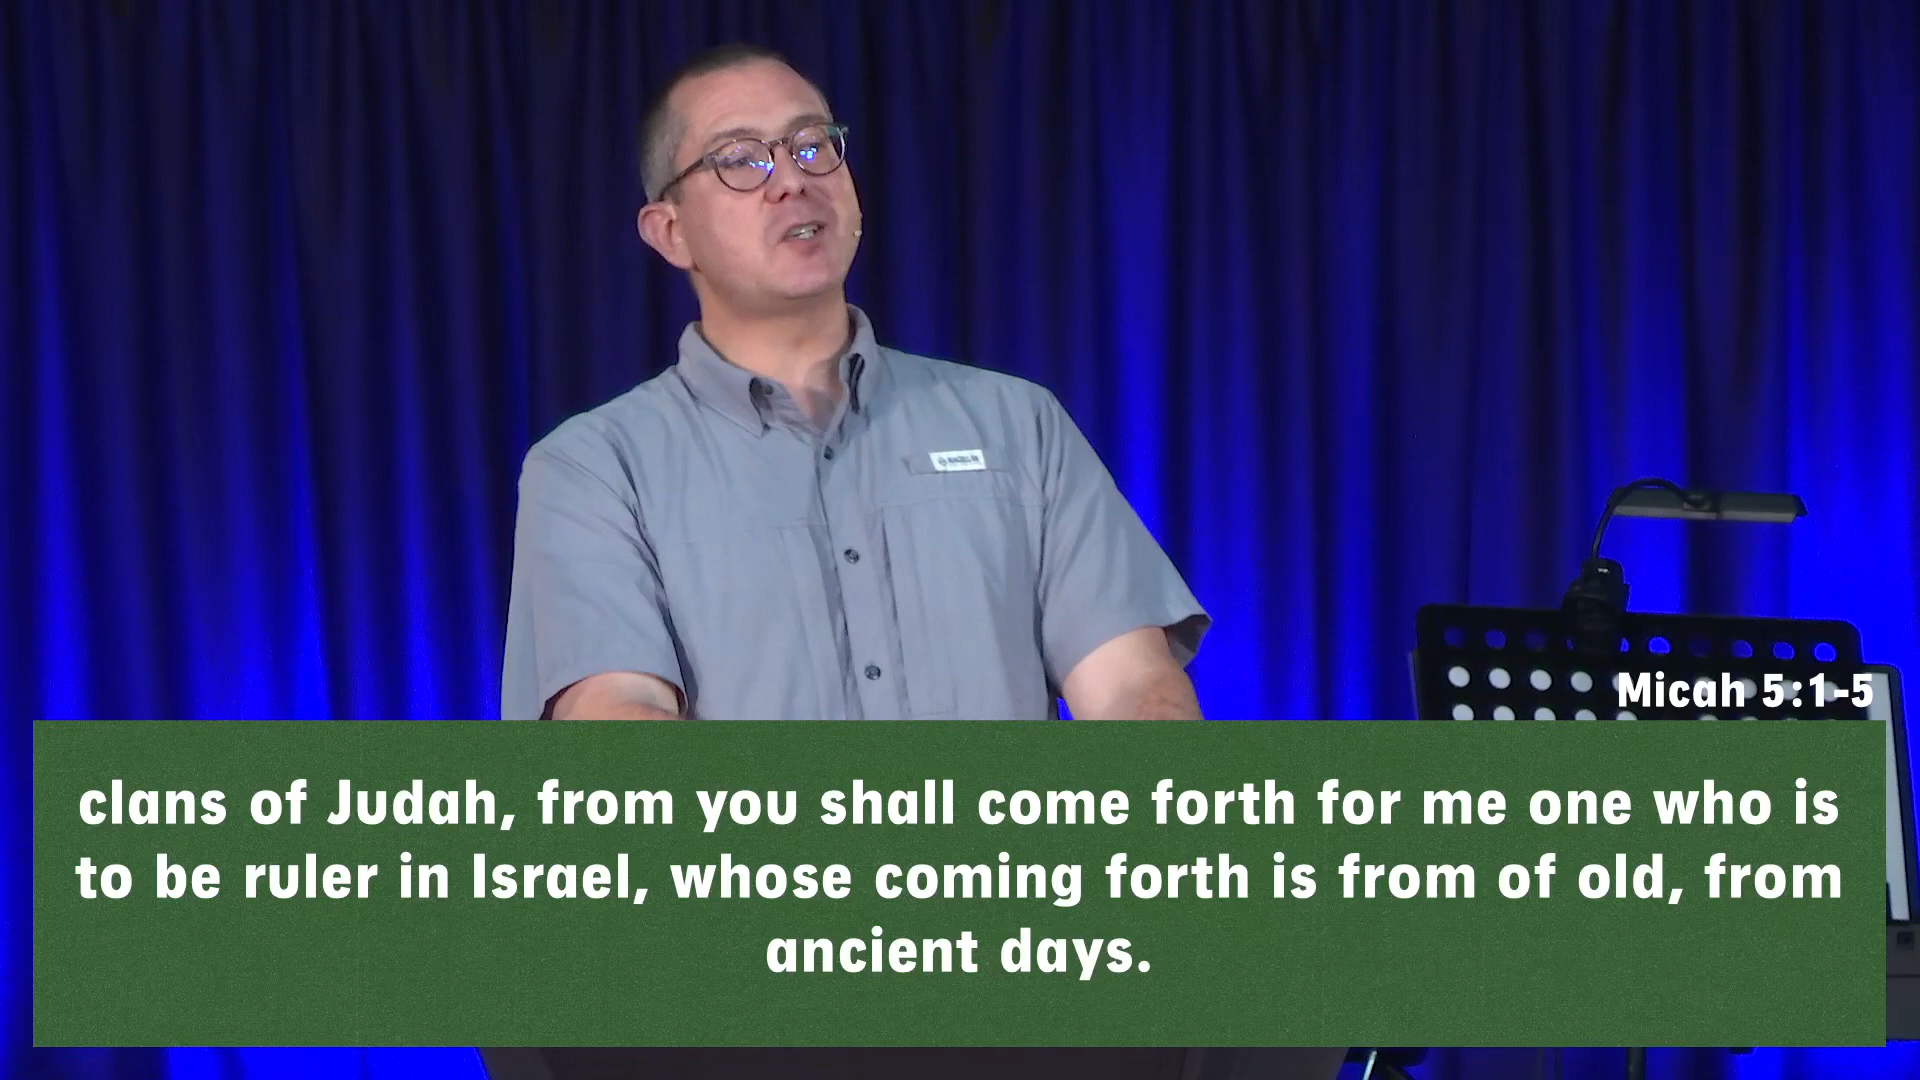 Micah 5:1-5
clans of Judah, from you shall come forth for me one who is
to be ruler in Israel, whose coming forth is from of old, from
ancient days.